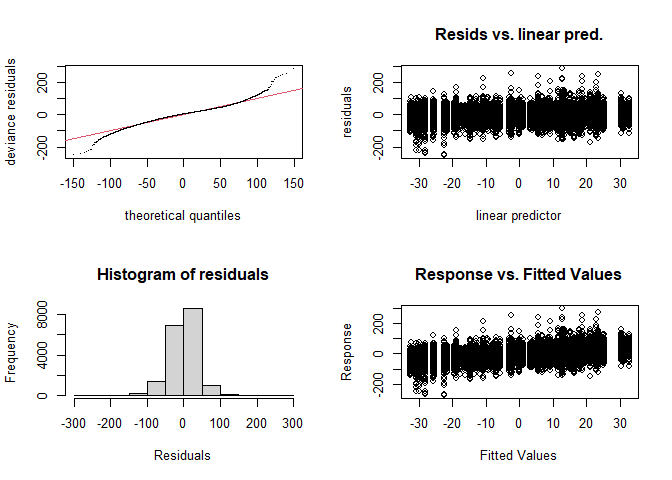 deviance residuals
200
0
-200
-150 -100 -50 0 50 100 150
theoretical quantiles
Resids vs. linear pred.
residuals
200
0
-200
-30 -20 -10 0 10 20 30
linear predictor
Histogram of residuals
Frequency
8000
4000
0
-300 -200 -100 0 100 200 300
Residuals
Response vs. Fitted Values
Response
200
0
-200
-30 -20 -10 0 10 20 30
Fitted Values